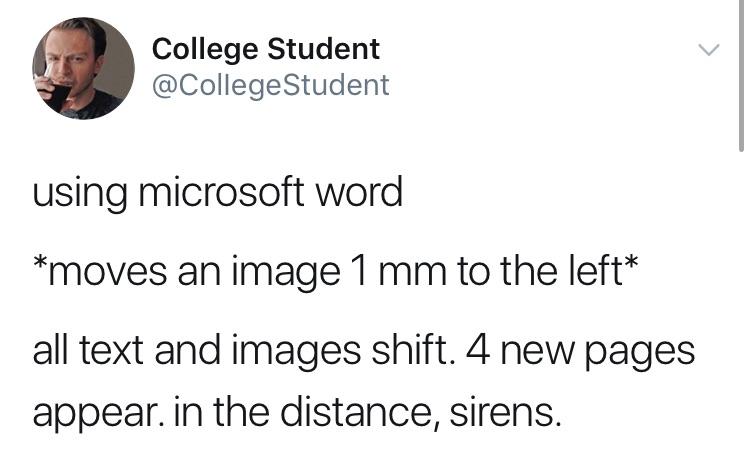 College Student
@CollegeStudent
using microsoft word
*moves an image 1 mm to the left*
all text and images shift. 4 new pages
appear. in the distance, sirens.